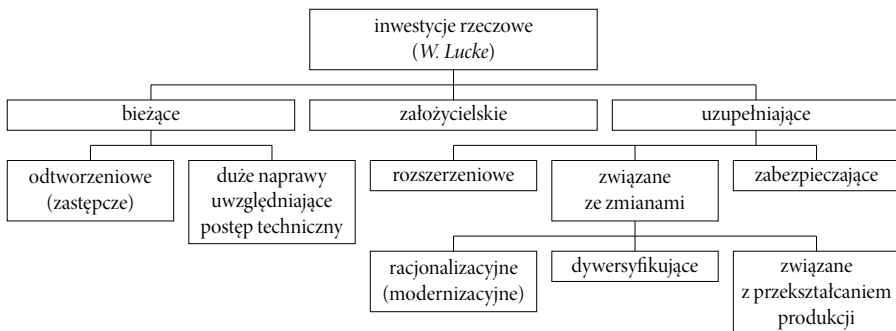 inwestycje rzeczowe
(W. Lucke)
bieżące
założycielskie
uzupełniające
odtworzeniowe
(zastępcze)
duże naprawy
uwzględniające
postęp techniczny
rozszerzeniowe
związane
ze zmianami
zabezpieczające
racjonalizacyjne
(modernizacyjne)
dywersyfikujące
związane
z przekształcaniem
produkcji